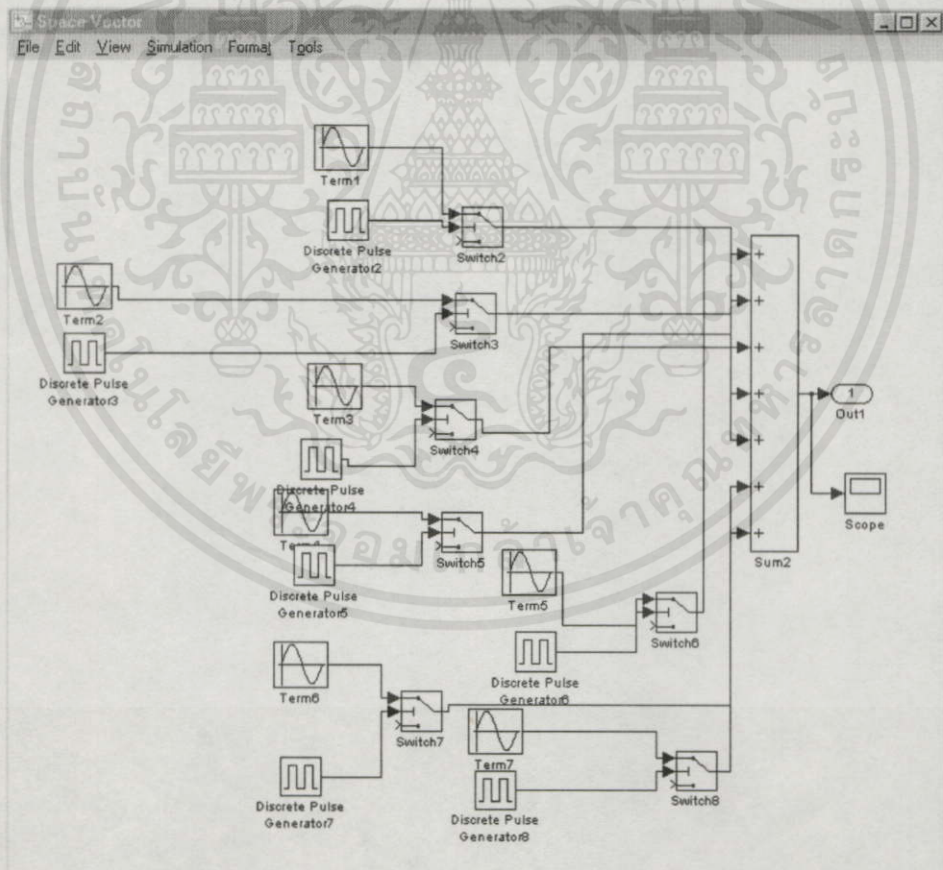 Space Vector
File Edit View Simulation Format Tools
Term1
Discrete Pulse
Generator2
Switch2
Term2
Discrete Pulse
Generator3
Switch3
Term3
Discrete Pulse
Generator4
Switch4
Discrete Pulse
Generator5
Switch5
Term5
Discrete Pulse
Generator6
Switch6
Term6
Discrete Pulse
Generator7
Switch7
Term7
Discrete Pulse
Generator8
Switch8
+
+
+
+
+
+
+
Sum2
1
Out1
Scope